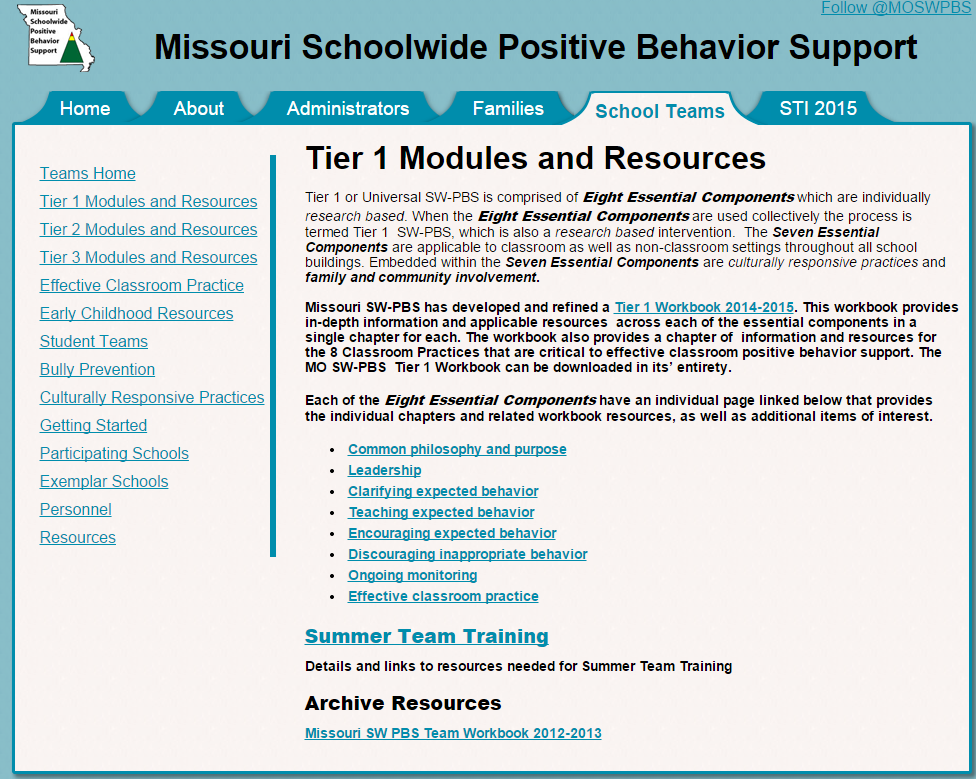 Follow @MOSWPBS
Missouri
Schoolwide
Positive
Behavior
Support
Missouri Schoolwide Positive Behavior Support
Home About Administrators Families School Teams STI 2015
Teams Home
Tier 1 Modules and Resources
Tier 2 Modules and Resources
Tier 3 Modules and Resources
Effective Classroom Practice
Early Childhood Resources
Student Teams
Bully Prevention
Culturally Responsive Practices
Getting Started
Participating Schools
Exemplar Schools
Personnel
Resources
Tier 1 Modules and Resources
Tier 1 or Universal SW-PBS is comprised of Eight Essential Components which are individually
research based. When the Eight Essential Components are used collectively the process is
termed Tier 1 SW-PBS, which is also a research based intervention. The Seven Essential
Components are applicable to classroom as well as non-classroom settings throughout all school
buildings. Embedded within the Seven Essential Components are culturally responsive practices and
family and community involvement.
Missouri SW-PBS has developed and refined a Tier 1 Workbook 2014-2015. This workbook provides
in-depth information and applicable resources across each of the essential components in a
single chapter for each. The workbook also provides a chapter of information and resources for
the 8 Classroom Practices that are critical to effective classroom positive behavior support. The
MO SW-PBS Tier 1 Workbook can be downloaded in its’ entirety.
Each of the Eight Essential Components have an individual page linked below that provides
the individual chapters and related workbook resources, as well as additional items of interest.
• Common philosophy and purpose
• Leadership
• Clarifying expected behavior
• Teaching expected behavior
• Encouraging expected behavior
• Discouraging inappropriate behavior
• Ongoing monitoring
• Effective classroom practice
Summer Team Training
Details and links to resources needed for Summer Team Training
Archive Resources
Missouri SW PBS Team Workbook 2012-2013